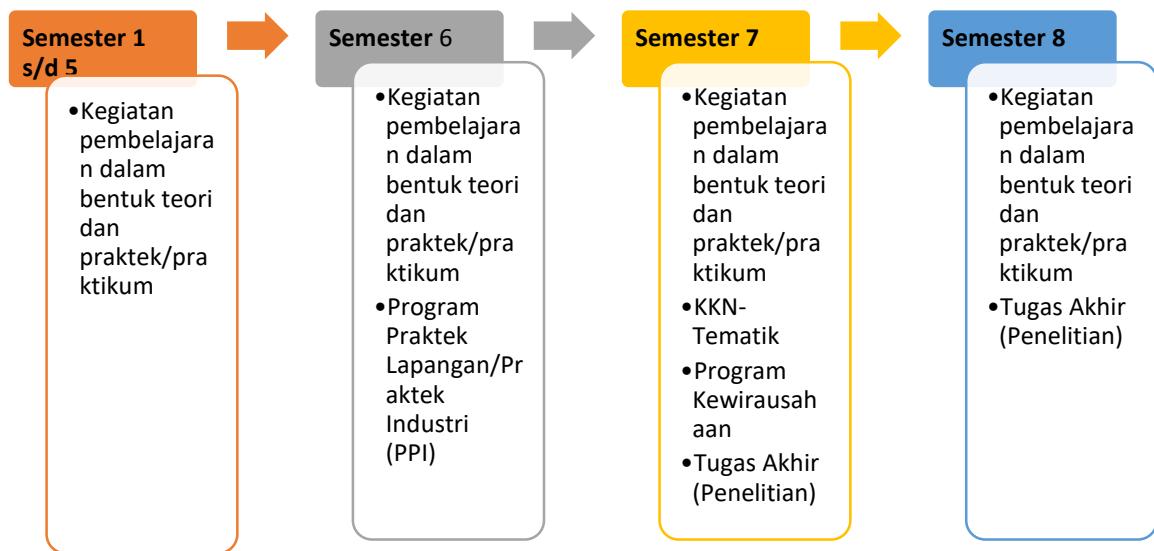 Semester 1
s/d 5
•Kegiatan
pembelajara
n dalam
bentuk teori
dan
praktek/pra
ktikum
Semester 6
•Kegiatan
pembelajara
n dalam
bentuk teori
dan
praktek/pra
ktikum
•Program
Praktek
Lapangan/Pr
aktek
Industri
(PPI)
Semester 7
•Kegiatan
pembelajara
n dalam
bentuk teori
dan
praktek/pra
ktikum
•KKN-
Tematik
•Program
Kewirausah
aan
•Tugas Akhir
(Penelitian)
Semester 8
•Kegiatan
pembelajara
n dalam
bentuk teori
dan
praktek/pra
ktikum
•Tugas Akhir
(Penelitian)